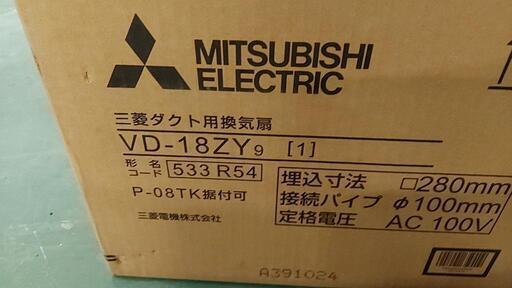 MITSUBISHI
ELECTRIC
三菱ダクト用換気扇
VD-18ZY9 [1]
形名コード 533 R54
P-08TK据付可
三菱電機株式会社
埋込寸法 □280mm
接続パイプ φ100mm
定格電圧 AC 100V
A391024